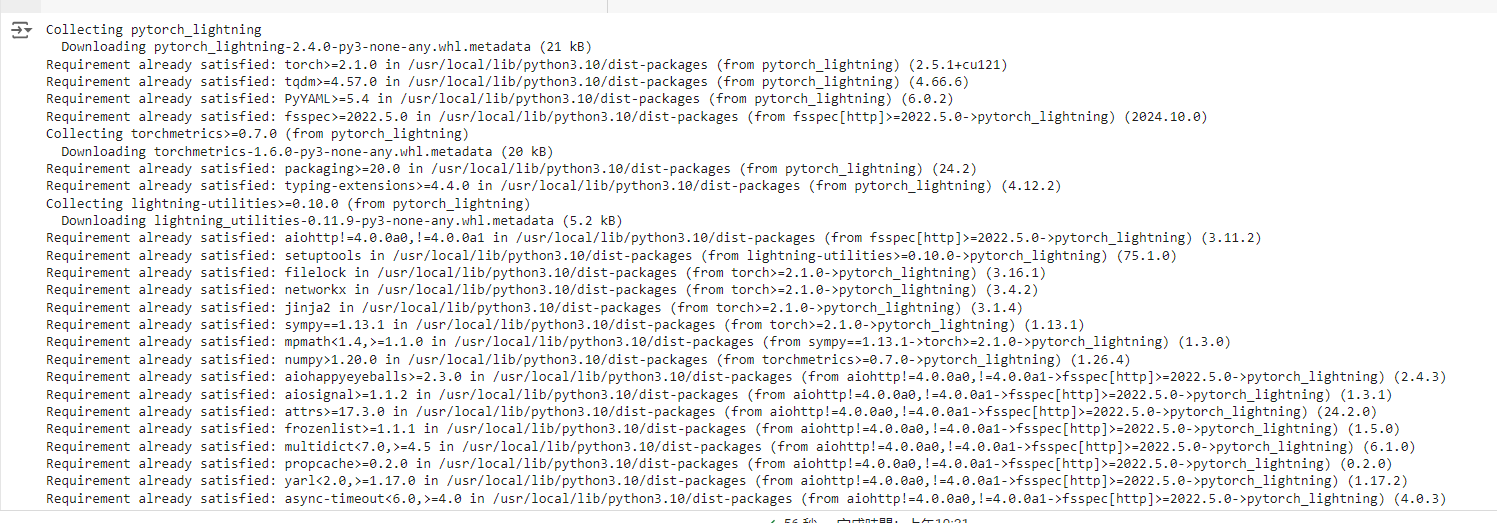 Collecting pytorch_lightning
Downloading pytorch_lightning-2.4.0-py3-none-any.whl.metadata (21 kB)
Requirement already satisfied: torch>=2.1.0 in /usr/local/lib/python3.10/dist-packages (from pytorch_lightning) (2.5.1+cu121)
Requirement already satisfied: tqdm>=4.57.0 in /usr/local/lib/python3.10/dist-packages (from pytorch_lightning) (4.66.6)
Requirement already satisfied: PyYAML>=5.4 in /usr/local/lib/python3.10/dist-packages (from pytorch_lightning) (6.0.2)
Requirement already satisfied: fsspec>=2022.5.0 in /usr/local/lib/python3.10/dist-packages (from fsspec[http]>=2022.5.0->pytorch_lightning) (2024.10.0)
Collecting torchmetrics>=0.7.0 (from pytorch_lightning)
Downloading torchmetrics-1.6.0-py3-none-any.whl.metadata (20 kB)
Requirement already satisfied: packaging>=20.0 in /usr/local/lib/python3.10/dist-packages (from pytorch_lightning) (24.2)
Requirement already satisfied: typing-extensions>=4.4.0 in /usr/local/lib/python3.10/dist-packages (from pytorch_lightning) (4.12.2)
Collecting lightning-utilities>=0.10.0 (from pytorch_lightning)
Downloading lightning_utilities-0.11.9-py3-none-any.whl.metadata (5.2 kB)
Requirement already satisfied: aiohttp!=4.0.0a0,!=4.0.0a1 in /usr/local/lib/python3.10/dist-packages (from fsspec[http]>=2022.5.0->pytorch_lightning) (3.11.2)
Requirement already satisfied: setuptools in /usr/local/lib/python3.10/dist-packages (from lightning-utilities>=0.10.0->pytorch_lightning) (75.1.0)
Requirement already satisfied: filelock in /usr/local/lib/python3.10/dist-packages (from torch>=2.1.0->pytorch_lightning) (3.16.1)
Requirement already satisfied: networkx in /usr/local/lib/python3.10/dist-packages (from torch>=2.1.0->pytorch_lightning) (3.4.2)
Requirement already satisfied: jinja2 in /usr/local/lib/python3.10/dist-packages (from torch>=2.1.0->pytorch_lightning) (3.1.4)
Requirement already satisfied: sympy==1.13.1 in /usr/local/lib/python3.10/dist-packages (from torch>=2.1.0->pytorch_lightning) (1.13.1)
Requirement already satisfied: mpmath<1.4,>=1.1.0 in /usr/local/lib/python3.10/dist-packages (from sympy==1.13.1->torch>=2.1.0->pytorch_lightning) (1.3.0)
Requirement already satisfied: numpy>1.20.0 in /usr/local/lib/python3.10/dist-packages (from torchmetrics>=0.7.0->pytorch_lightning) (1.26.4)
Requirement already satisfied: aiohappyeyeballs>=2.3.0 in /usr/local/lib/python3.10/dist-packages (from aiohttp!=4.0.0a0,!=4.0.0a1->fsspec[http]>=2022.5.0->pytorch_lightning) (2.4.3)
Requirement already satisfied: aiosignal>=1.1.2 in /usr/local/lib/python3.10/dist-packages (from aiohttp!=4.0.0a0,!=4.0.0a1->fsspec[http]>=2022.5.0->pytorch_lightning) (1.3.1)
Requirement already satisfied: attrs>=17.3.0 in /usr/local/lib/python3.10/dist-packages (from aiohttp!=4.0.0a0,!=4.0.0a1->fsspec[http]>=2022.5.0->pytorch_lightning) (24.2.0)
Requirement already satisfied: frozenlist>=1.1.1 in /usr/local/lib/python3.10/dist-packages (from aiohttp!=4.0.0a0,!=4.0.0a1->fsspec[http]>=2022.5.0->pytorch_lightning) (1.5.0)
Requirement already satisfied: multidict<7.0,>=4.5 in /usr/local/lib/python3.10/dist-packages (from aiohttp!=4.0.0a0,!=4.0.0a1->fsspec[http]>=2022.5.0->pytorch_lightning) (6.1.0)
Requirement already satisfied: propcache>=0.2.0 in /usr/local/lib/python3.10/dist-packages (from aiohttp!=4.0.0a0,!=4.0.0a1->fsspec[http]>=2022.5.0->pytorch_lightning) (0.2.0)
Requirement already satisfied: yarl<2.0,>=1.17.0 in /usr/local/lib/python3.10/dist-packages (from aiohttp!=4.0.0a0,!=4.0.0a1->fsspec[http]>=2022.5.0->pytorch_lightning) (1.17.2)
Requirement already satisfied: async-timeout<6.0,>=4.0 in /usr/local/lib/python3.10/dist-packages (from aiohttp!=4.0.0a0,!=4.0.0a1->fsspec[http]>=2022.5.0->pytorch_lightning) (4.0.3)